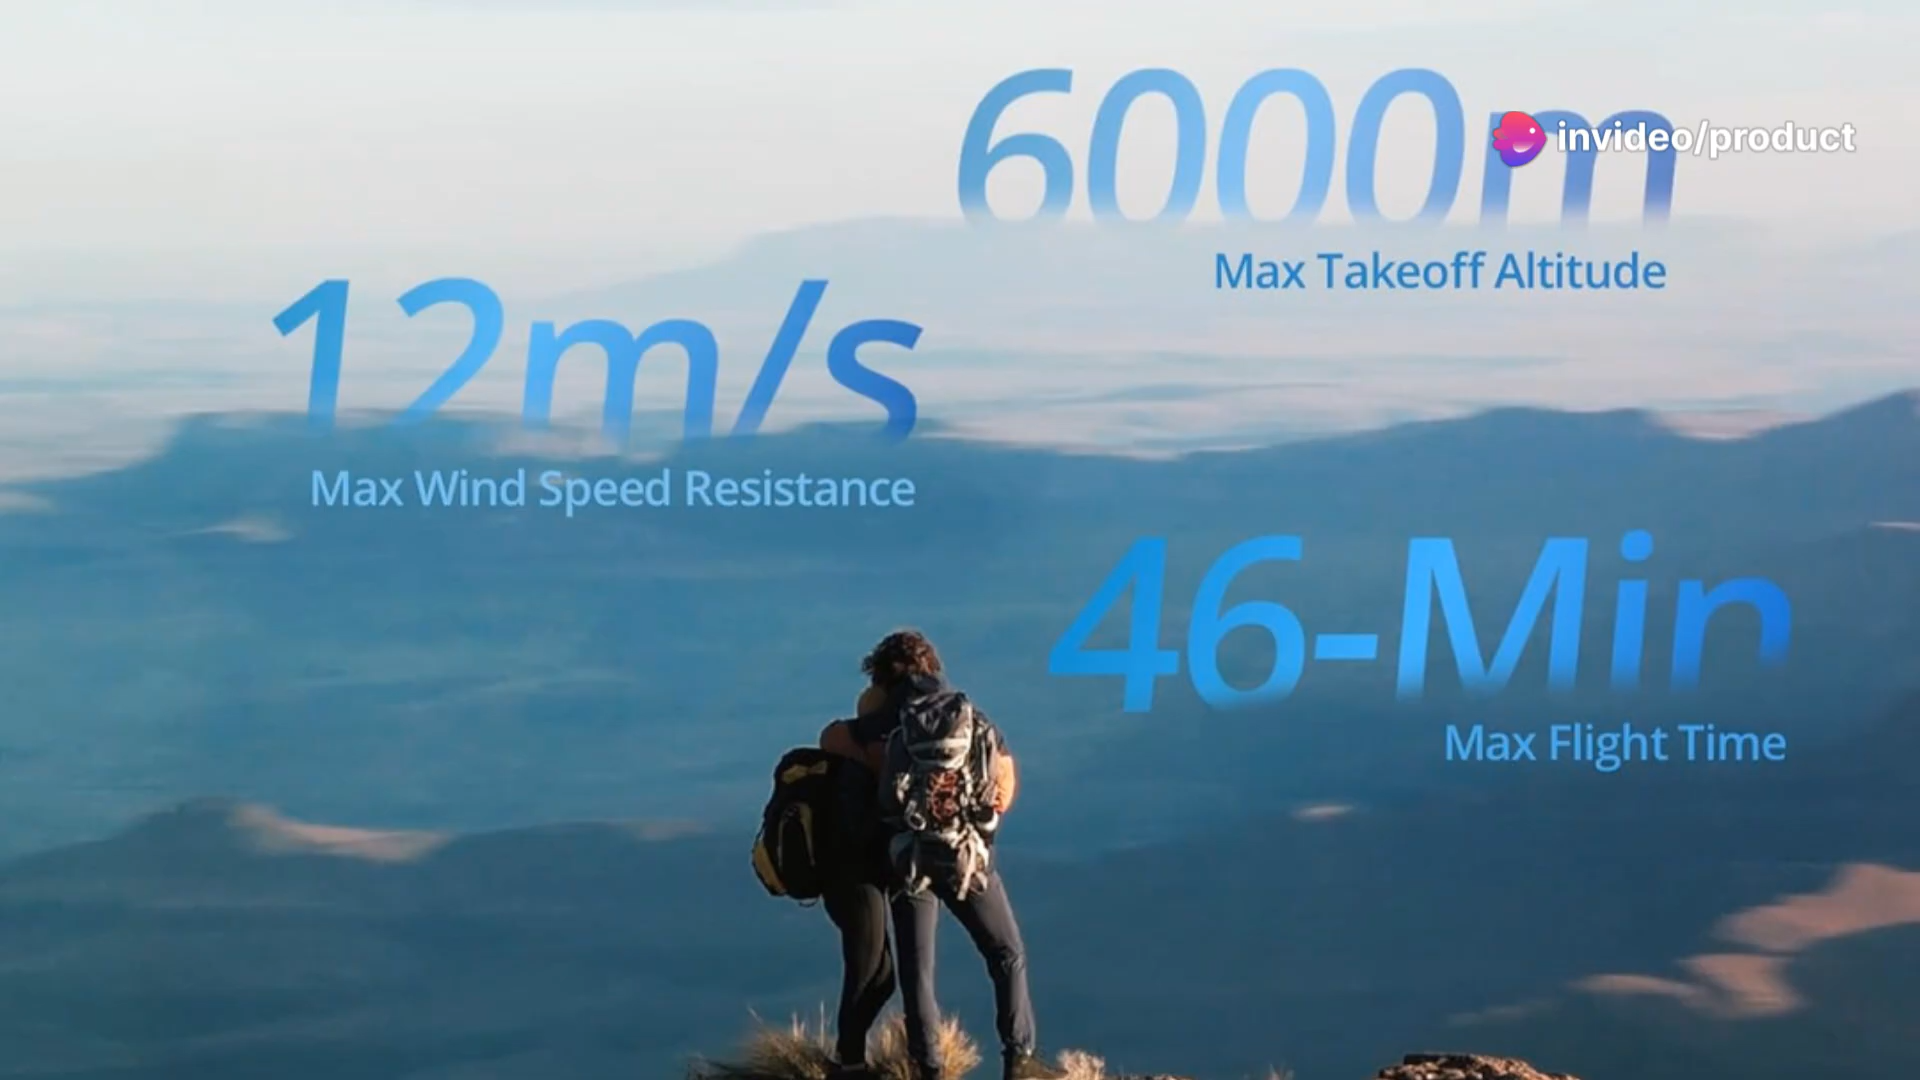 6000m
invideo/product
Max Takeoff Altitude
12m/s
Max Wind Speed Resistance
46-Min
Max Flight Time